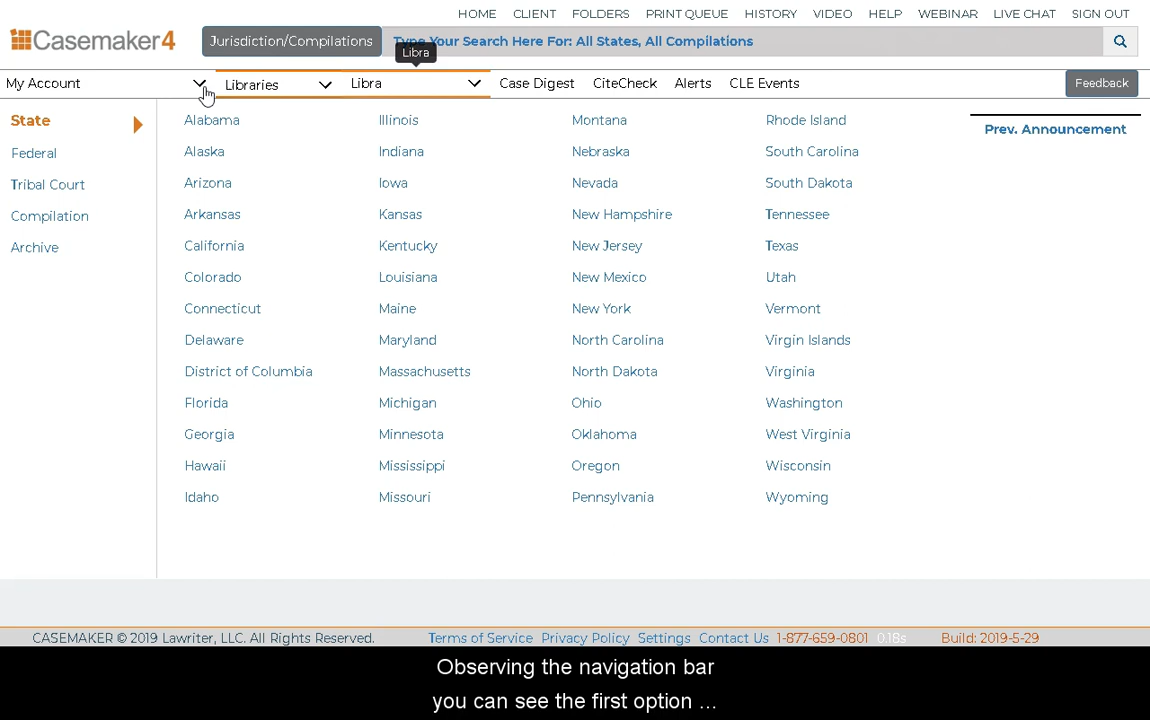 HOME CLIENT FOLDERS PRINT QUEUE HISTORY VIDEO HELP WEBINAR LIVE CHAT SIGN OUT
Casemaker4 Jurisdiction/Compilations Type Your Search Here For: All States, All Compilations
Libra
My Account Libraries Libra Case Digest CiteCheck Alerts CLE Events Feedback
State Alabama Illinois Montana Rhode Island Prev. Announcement
Federal Alaska Indiana Nebraska South Carolina
Tribal Court Arizona Iowa Nevada South Dakota
Compilation Arkansas Kansas New Hampshire Tennessee
Archive California Kentucky New Jersey Texas
Colorado Louisiana New Mexico Utah
Connecticut Maine New York Vermont
Delaware Maryland North Carolina Virgin Islands
District of Columbia Massachusetts North Dakota Virginia
Florida Michigan Ohio Washington
Georgia Minnesota Oklahoma West Virginia
Hawaii Mississippi Oregon Wisconsin
Idaho Missouri Pennsylvania Wyoming
CASEMAKER © 2019 Lawriter, LLC. All Rights Reserved. Terms of Service Privacy Policy Settings Contact Us 1-877-659-0801 0.18s Build: 2019-5-29
Observing the navigation bar
you can see the first option ...